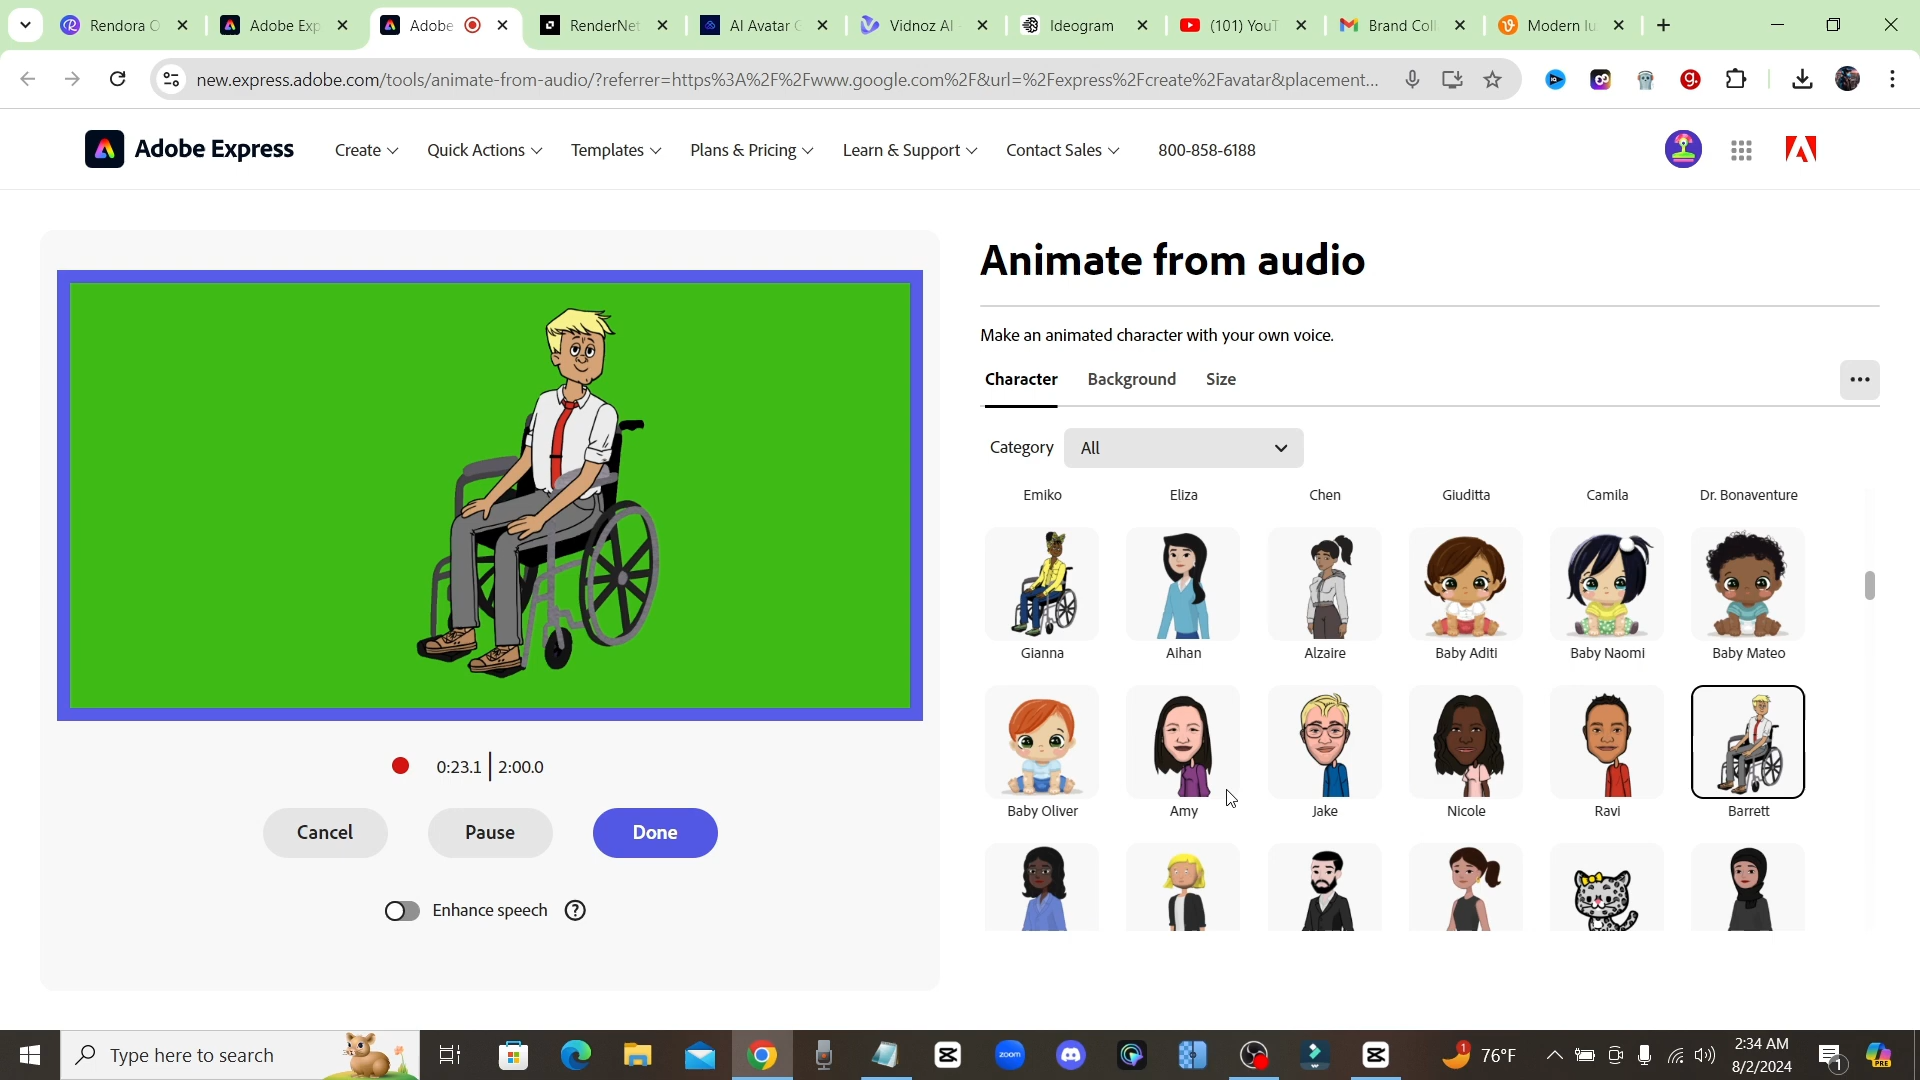 Rendora O
Adobe Exp
Adobe
RenderNet
AI Avatar G
Vidnoz AI -
Ideogram
(101) YouT
Brand Coll
Modern lu
new.express.adobe.com/tools/animate-from-audio/?referrer=https%3A%2F%2Fwww.google.com%2F&url=%2Fexpress%2Fcreate%2Favatar&placement...
Adobe Express
Create
Quick Actions
Templates
Plans & Pricing
Learn & Support
Contact Sales
800-858-6188
Animate from audio
Make an animated character with your own voice.
Character Background Size
Category All
Emiko Eliza Chen Giuditta Camila Dr. Bonaventure
Gianna Aihan Alzaire Baby Aditi Baby Naomi Baby Mateo
Baby Oliver Amy Jake Nicole Ravi Barrett
0:23.1 | 2:00.0
Cancel Pause Done
Enhance speech ?
Type here to search
zoom
1
76°F
2:34 AM
8/2/2024
1
PRE